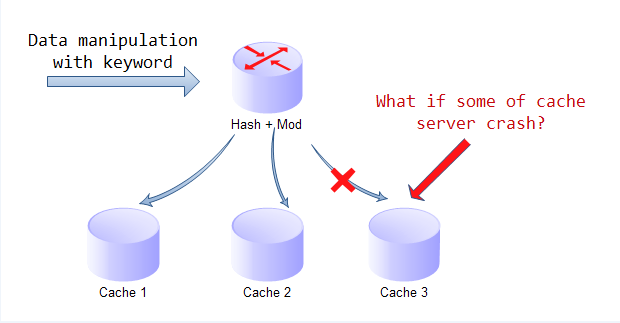 Data manipulation
with keyword
Hash + Mod
What if some of cache
server crash?
Cache 1
Cache 2
Cache 3